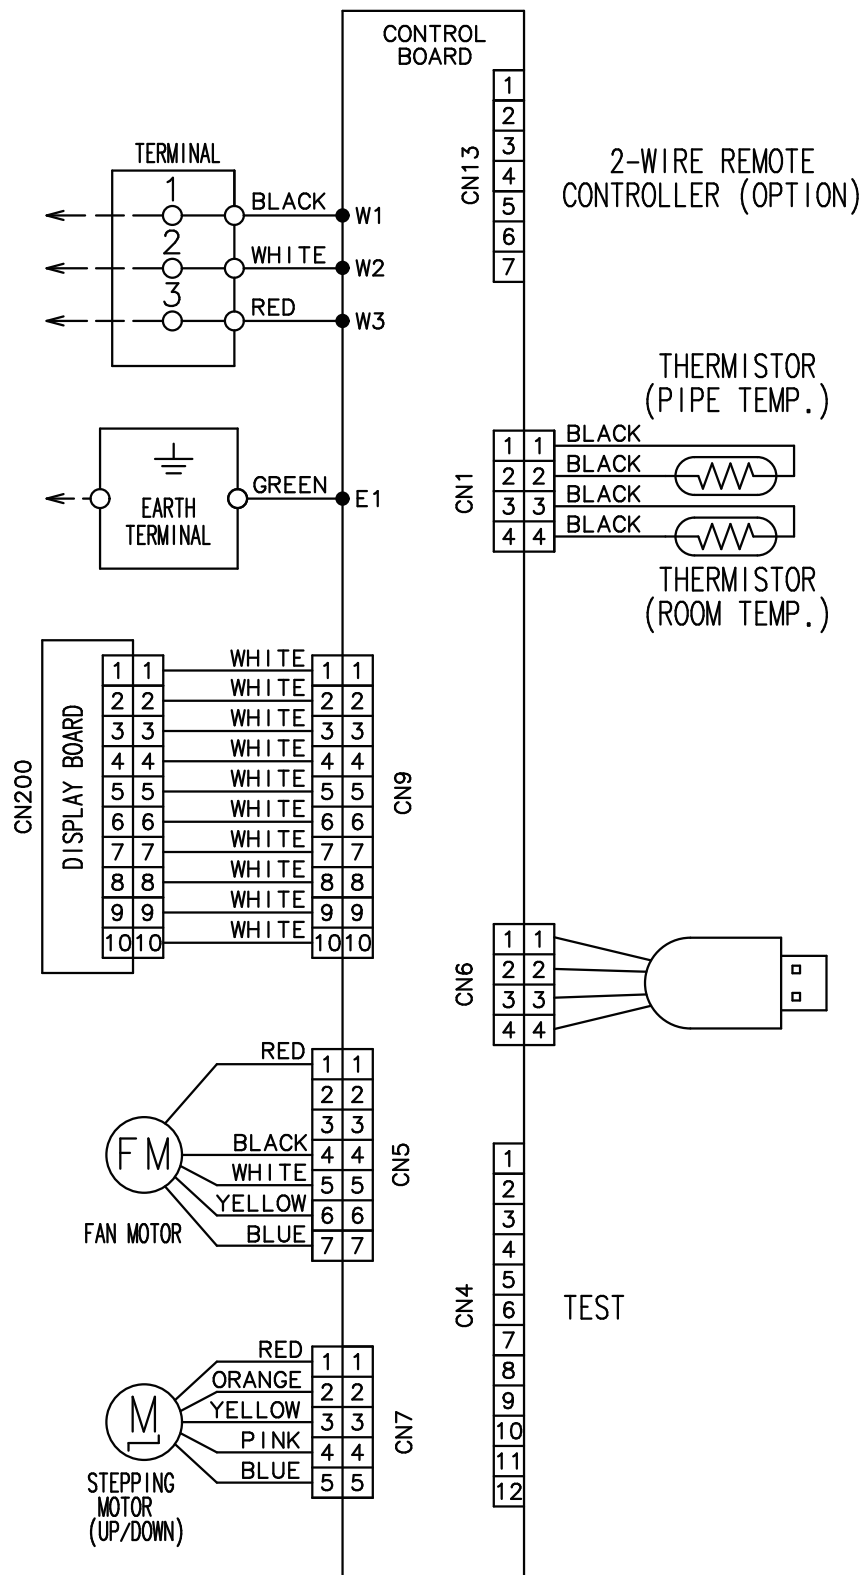 CONTROL
BOARD
CN13
1
2
3
4
5
6
7
2-WIRE REMOTE
CONTROLLER (OPTION)
TERMINAL
1
BLACK
W1
2
WHITE
W2
3
RED
W3
THERMISTOR
(PIPE TEMP.)
CN1
1 1 BLACK
2 2 BLACK
3 3 BLACK
4 4 BLACK
THERMISTOR
(ROOM TEMP.)
EARTH
TERMINAL
GREEN
E1
CN200
DISPLAY BOARD
1 1 WHITE 1 1
2 2 WHITE 2 2
3 3 WHITE 3 3
4 4 WHITE 4 4
5 5 WHITE 5 5
6 6 WHITE 6 6
7 7 WHITE 7 7
8 8 WHITE 8 8
9 9 WHITE 9 9
10 10 WHITE 10 10
CN9
CN6
1 1
2 2
3 3
4 4
FM
FAN MOTOR
RED 1 1
2 2
3 3
BLACK 4 4
WHITE 5 5
YELLOW 6 6
BLUE 7 7
CN5
CN4
1
2
3
4
5
6
7
8
9
10
11
12
TEST
M
STEPPING
MOTOR
(UP/DOWN)
RED 1 1
ORANGE 2 2
YELLOW 3 3
PINK 4 4
BLUE 5 5
CN7